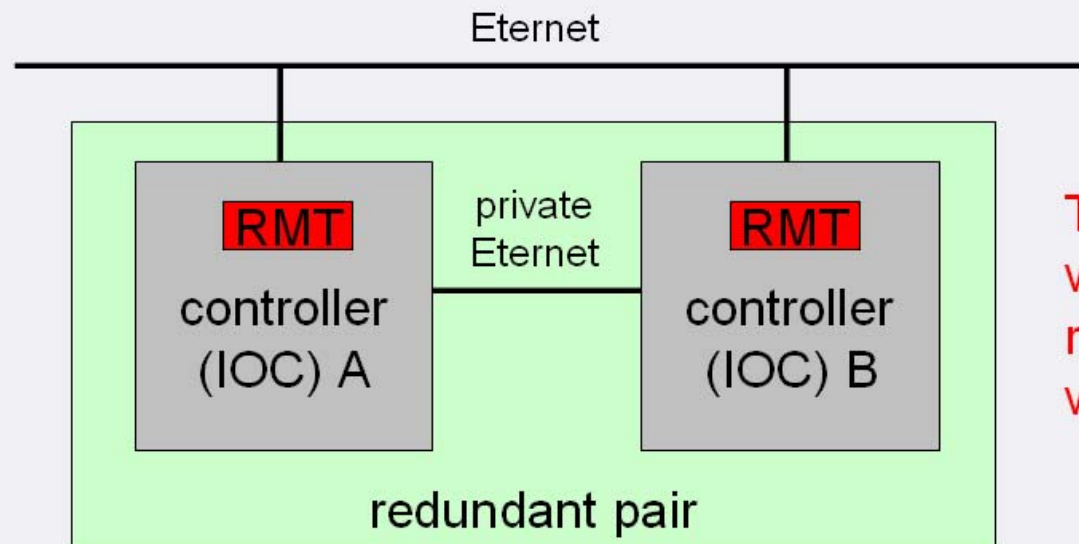 Eternet
private
Eternet
RMT
RMT
controller
(IOC) A
controller
(IOC) B
redundant pair